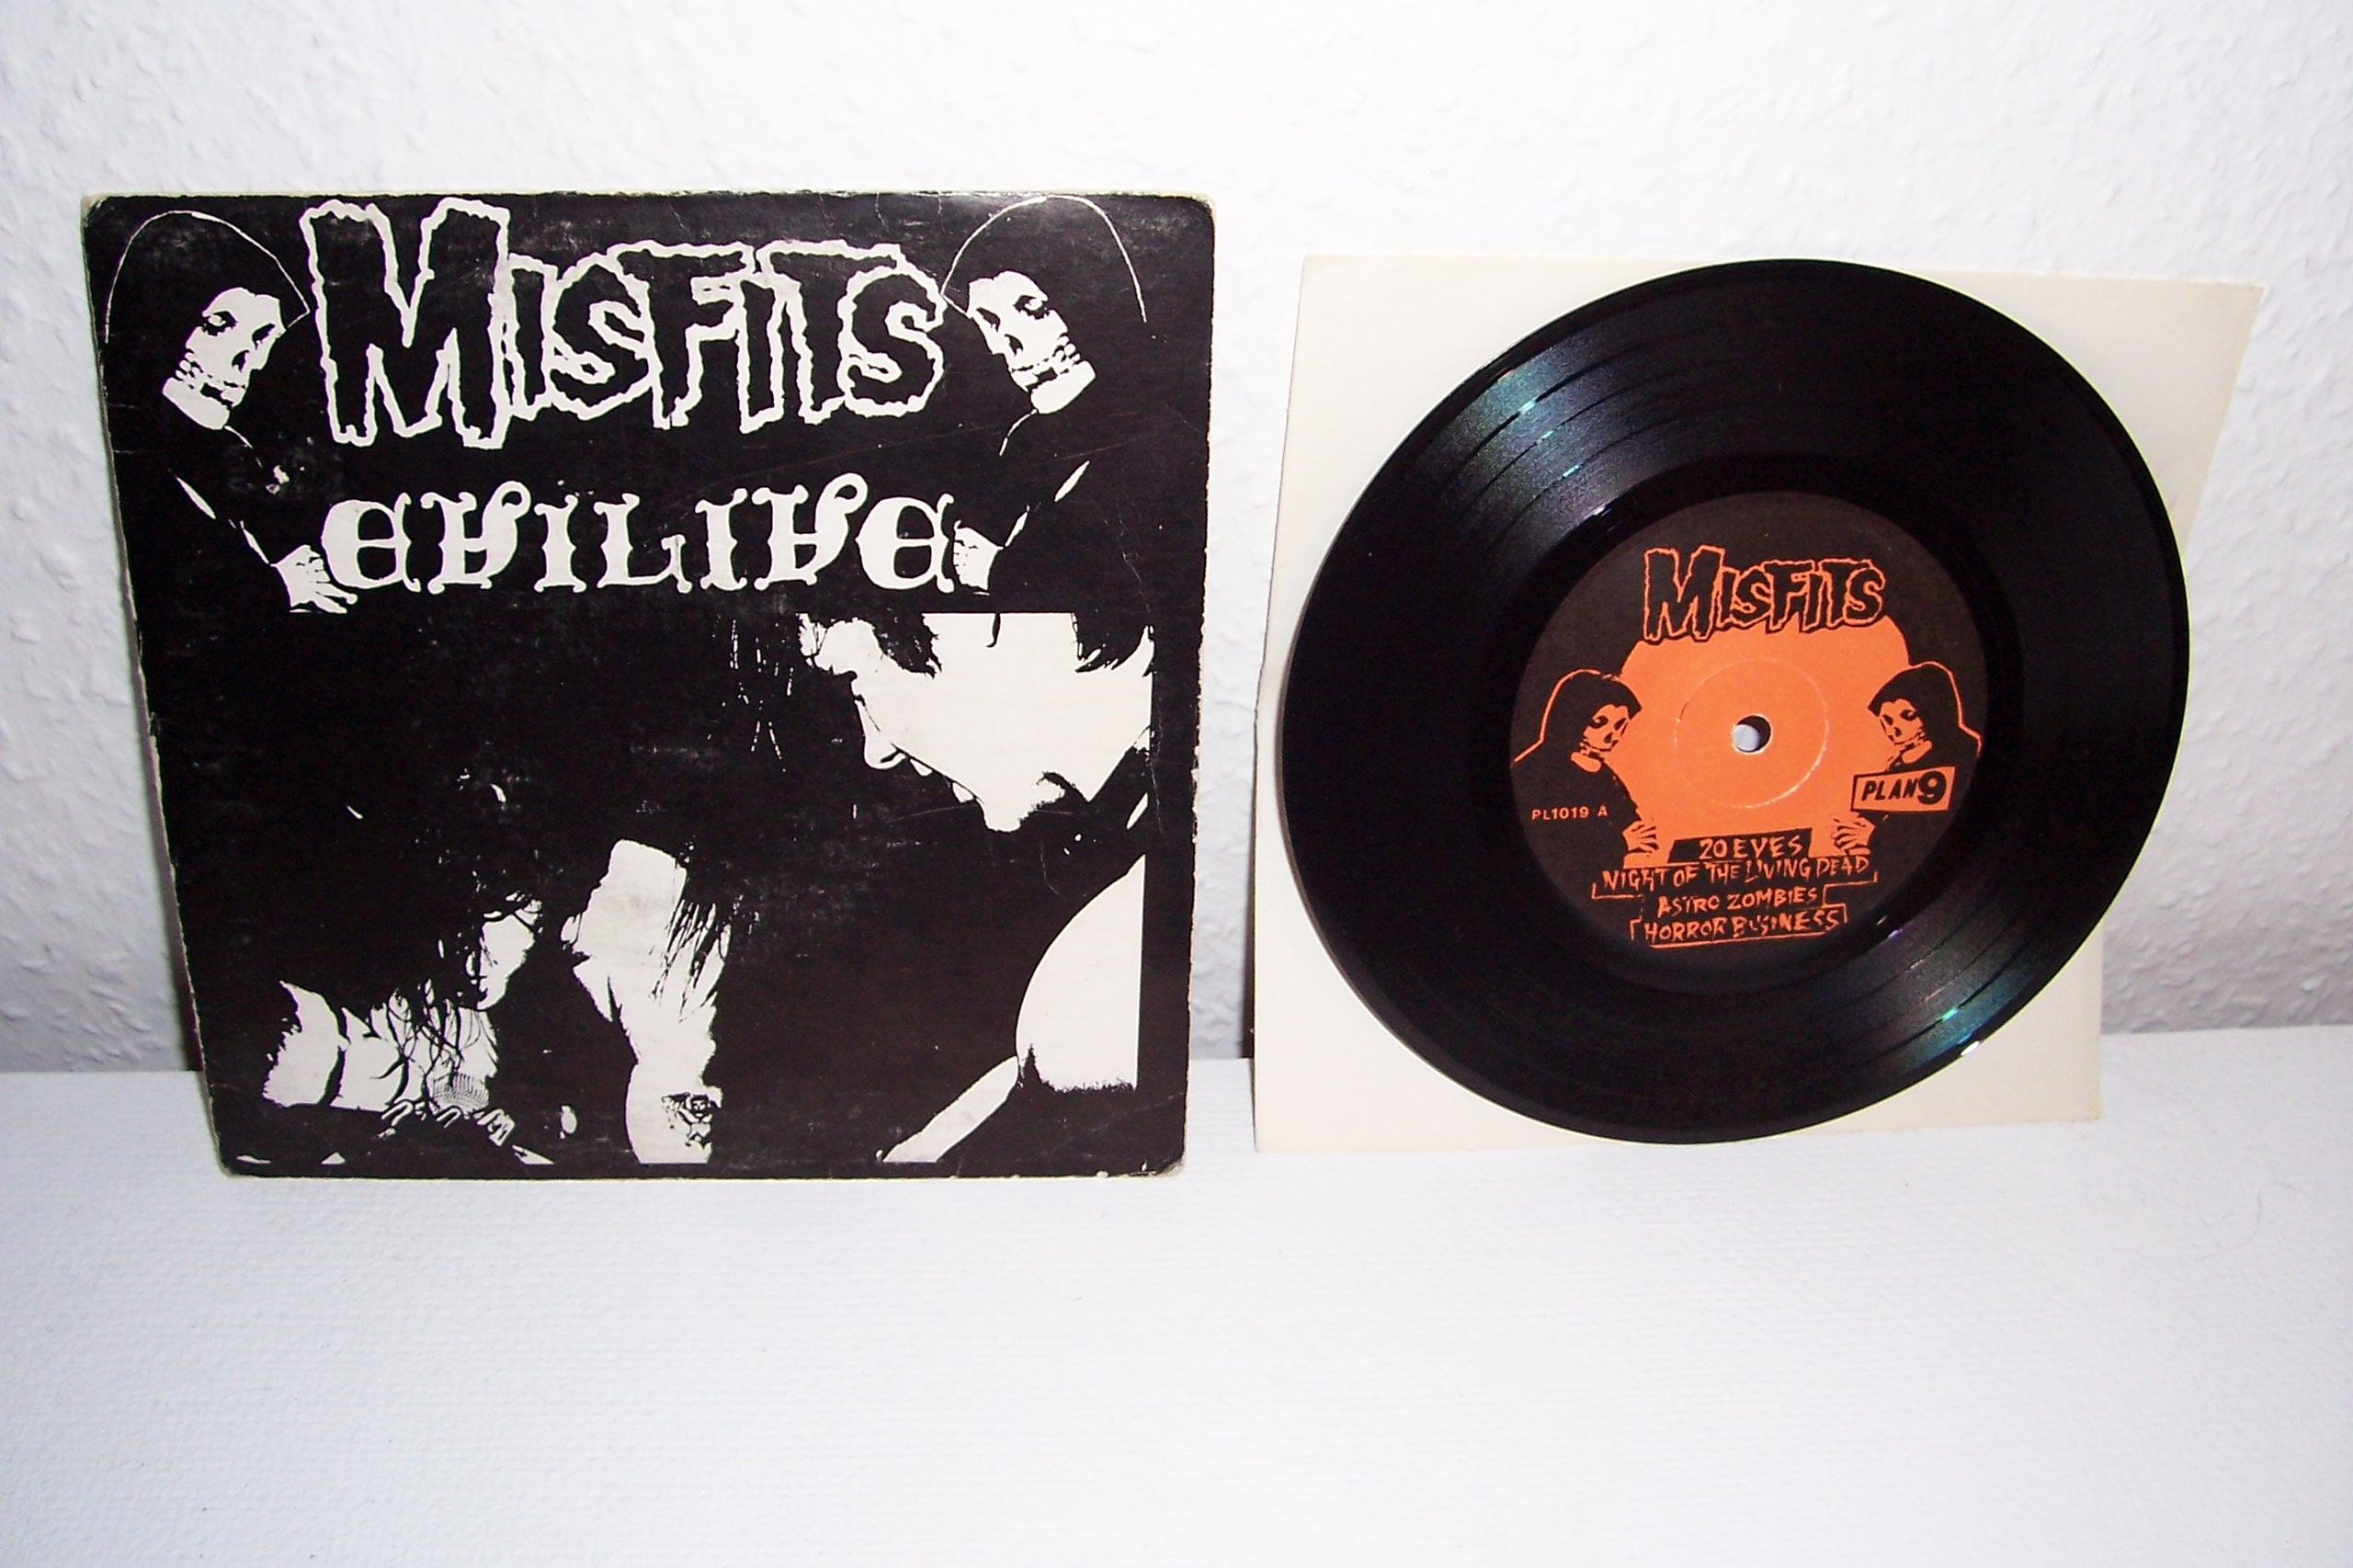 MISFITS
EVILIVE
MISFITS
PLAN9
PL1019 A
20 EYES
NIGHT OF THE LIVING DEAD
ASTRO ZOMBIES
HORROR BUSINESS